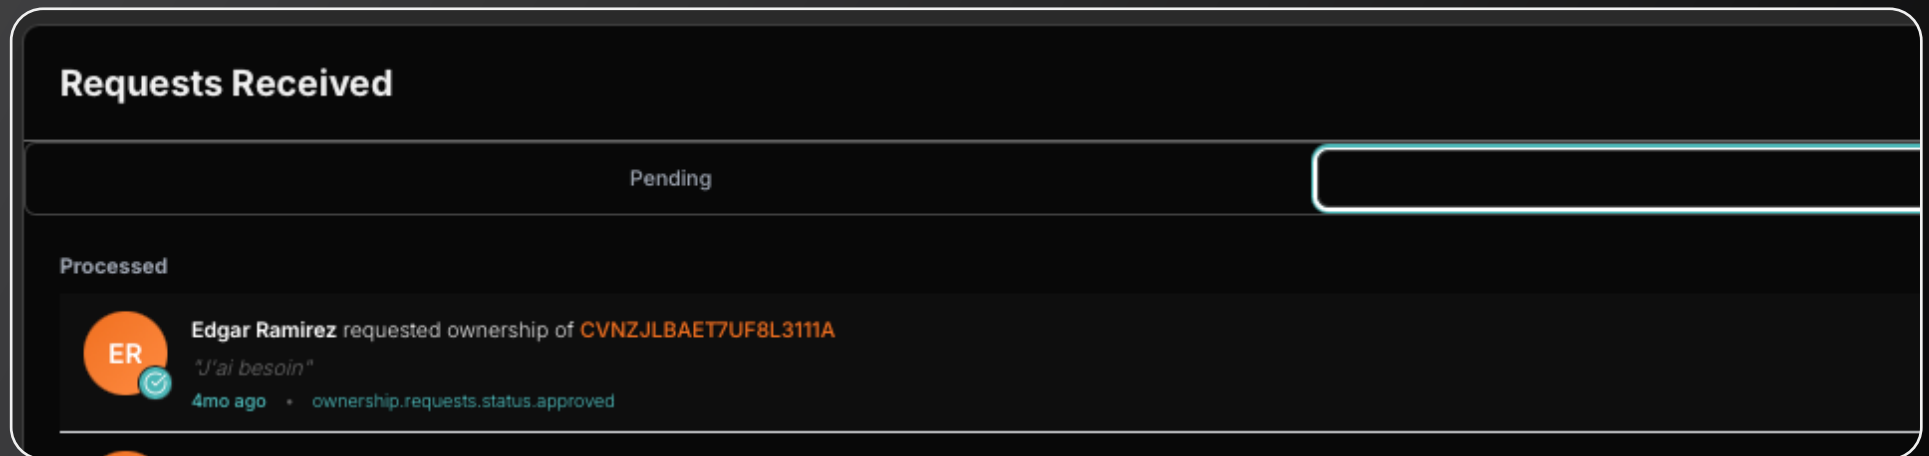 Requests Received
Pending
Processed
Edgar Ramirez requested ownership of CVNZJLBAET7UF8L3111A
ER
"J'ai besoin"
4mo ago • ownership.requests.status.approved